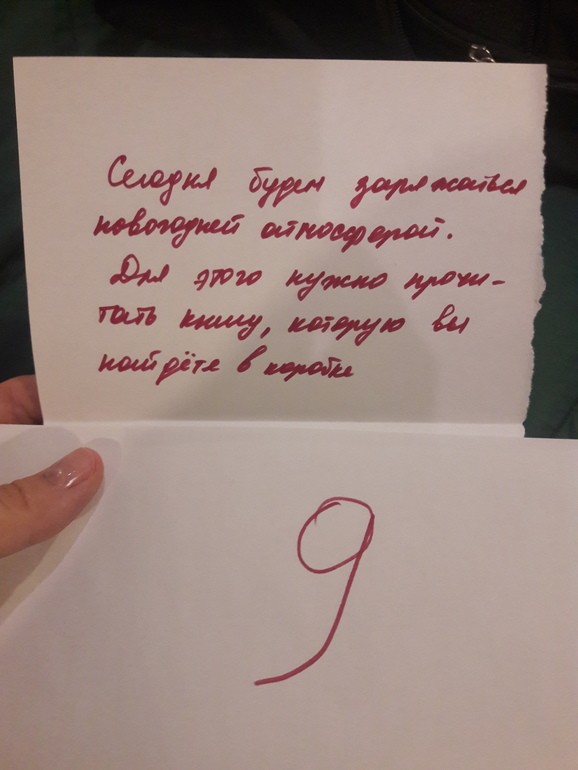 Сегодня будем заряжаться
новогодней атмосферой.
Для этого нужно прочи-
тать книгу, которую вы
найдёте в коробке
9